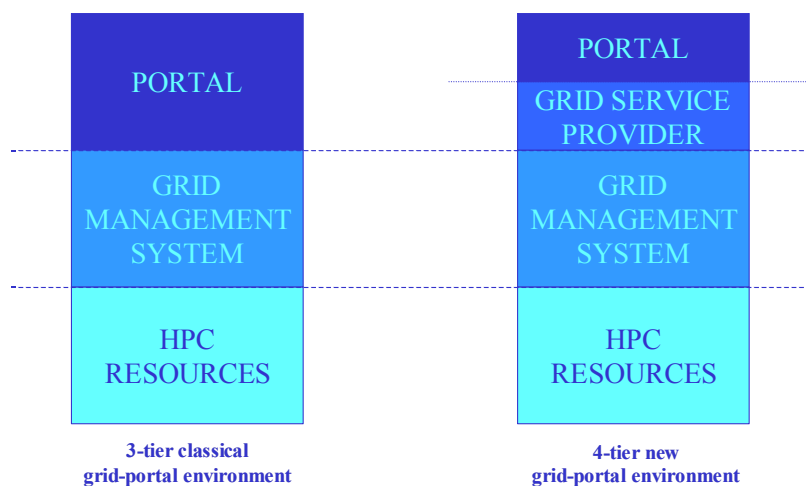 PORTAL
GRID
MANAGEMENT
SYSTEM
HPC
RESOURCES
3-tier classical
grid-portal environment
PORTAL
GRID SERVICE
PROVIDER
GRID
MANAGEMENT
SYSTEM
HPC
RESOURCES
4-tier new
grid-portal environment